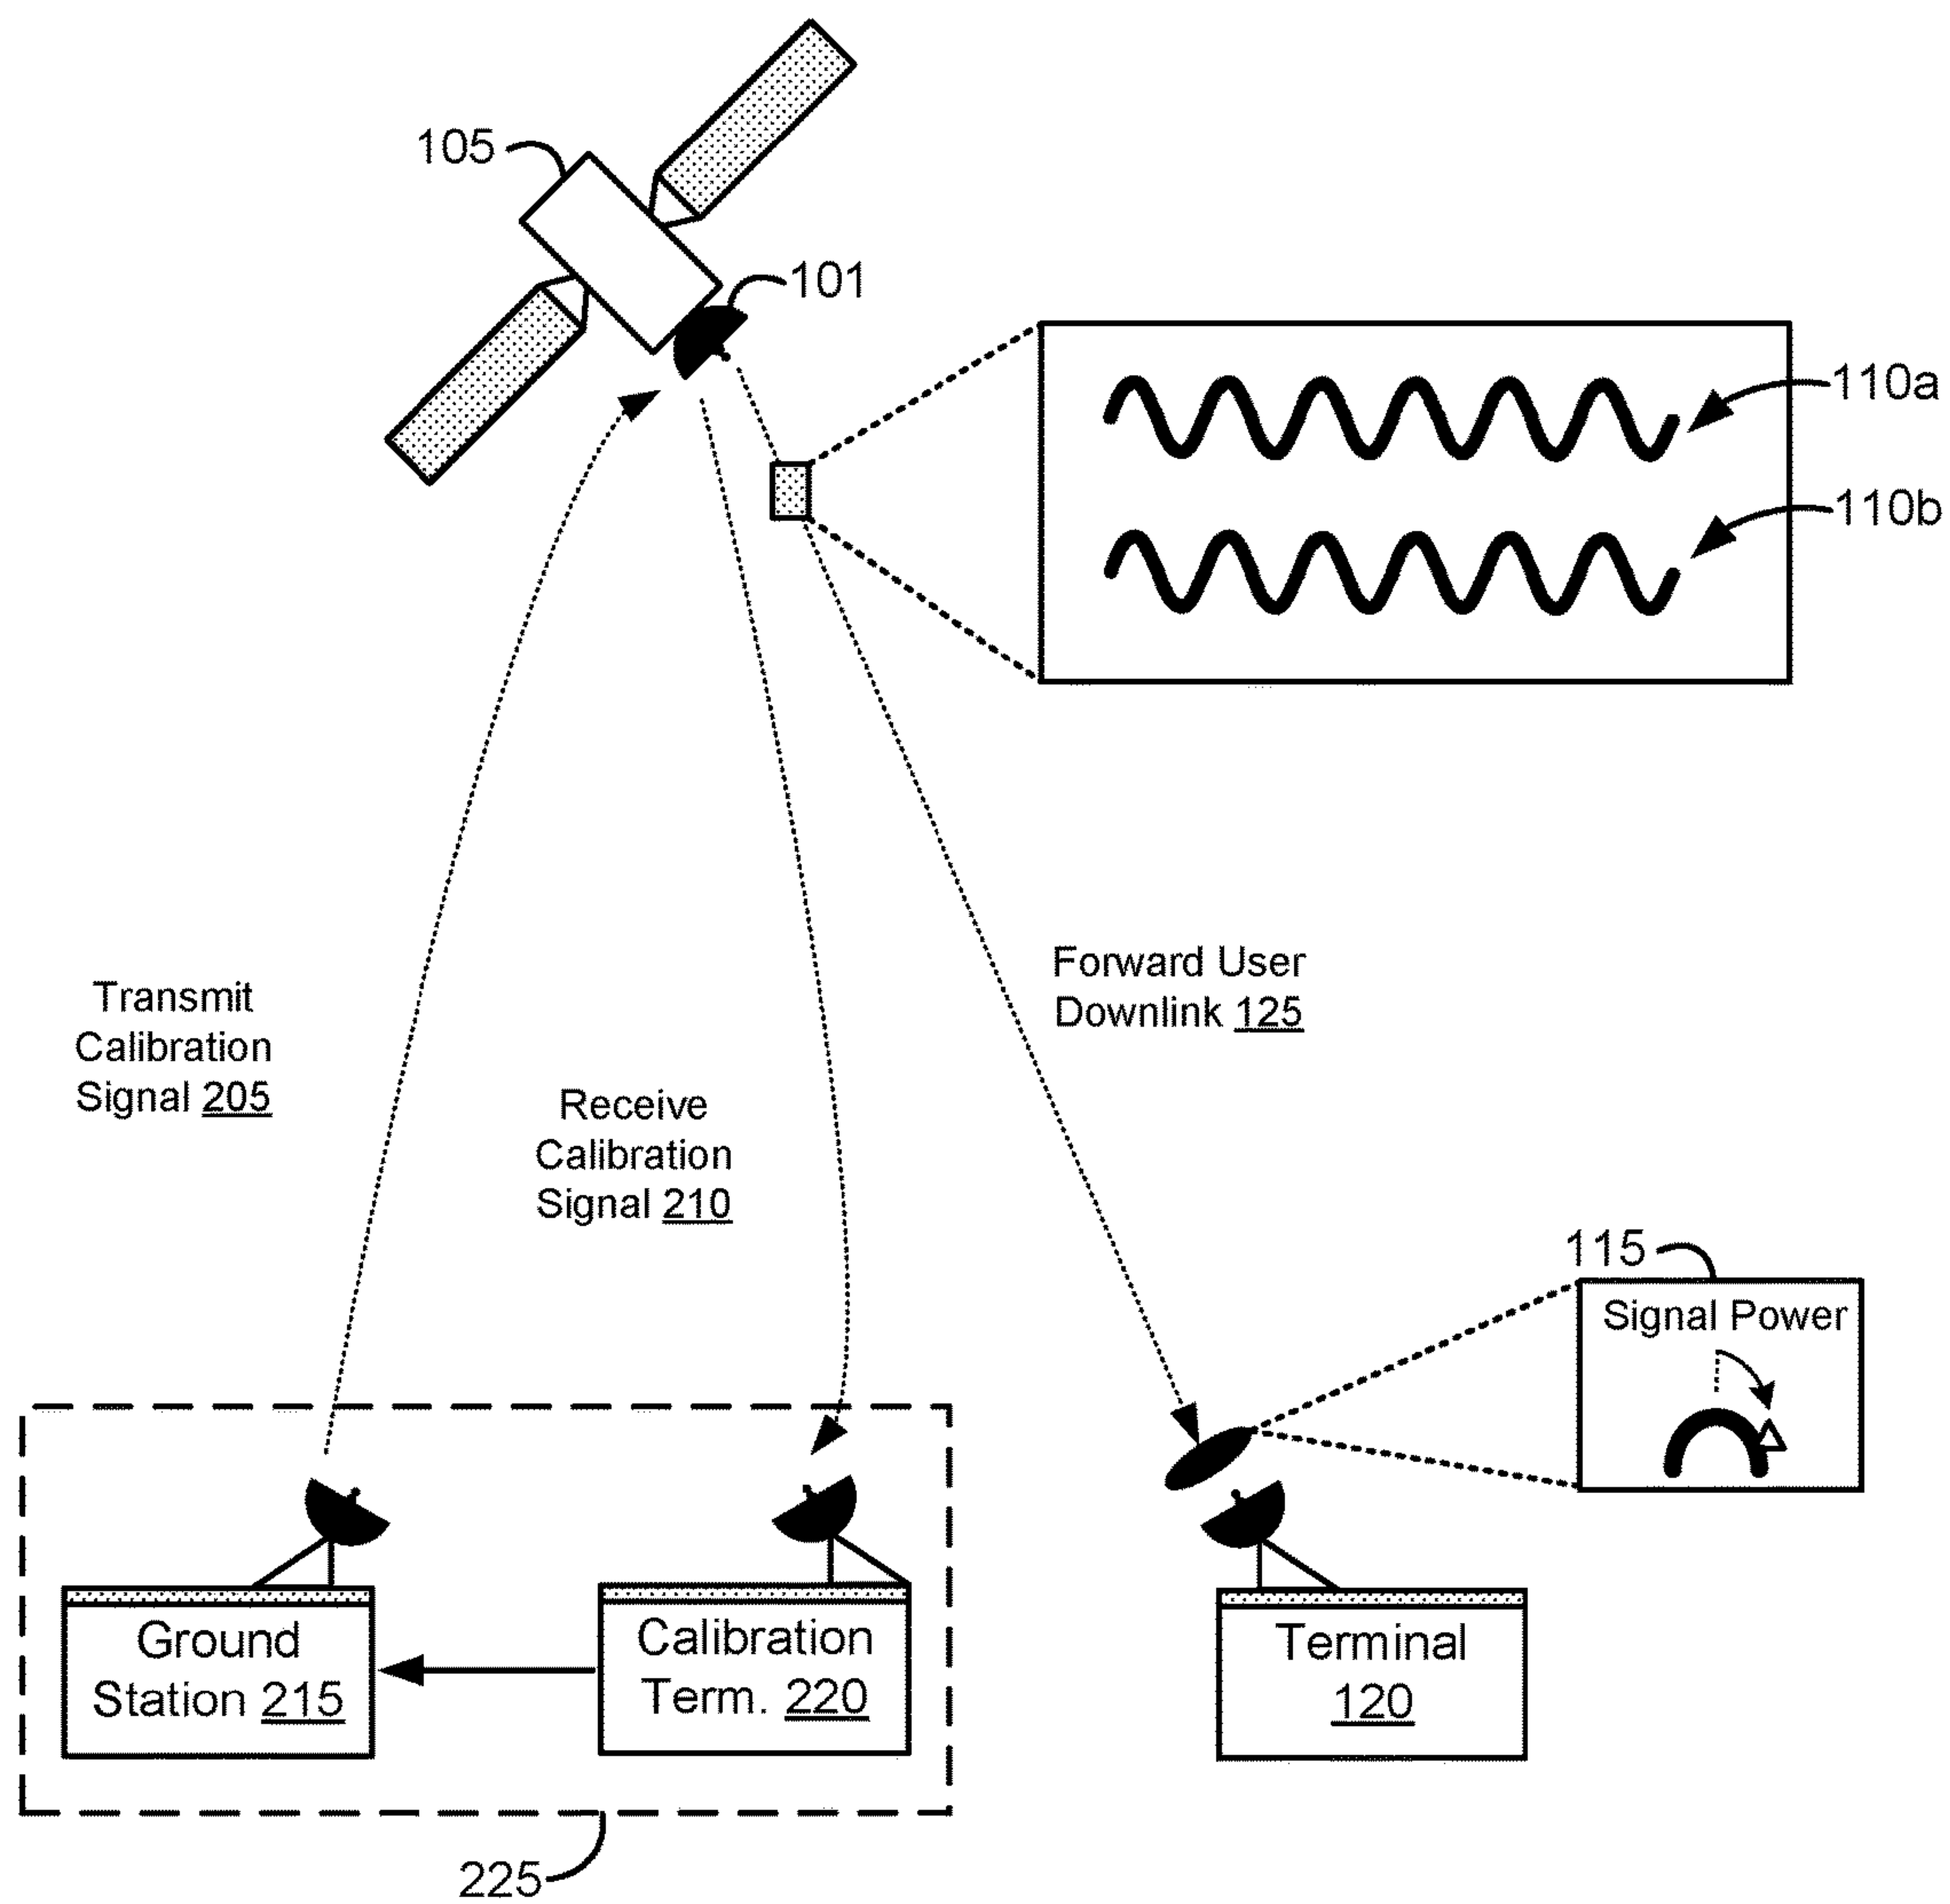 105
101
110a
110b
Forward User
Downlink 125
Transmit
Calibration
Signal 205
Receive
Calibration
Signal 210
115
Signal Power
Ground
Station 215
Calibration
Term. 220
Terminal
120
225